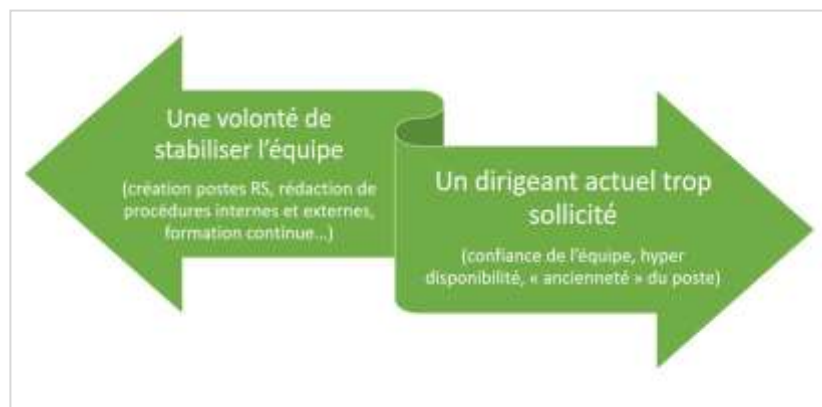 Une volonté de
stabiliser l’équipe
(création postes RS, rédaction de
procédures internes et externes,
formation continue…)
Un dirigeant actuel trop
sollicité
(confiance de l’équipe, hyper
disponibilité, « ancienneté » du poste)